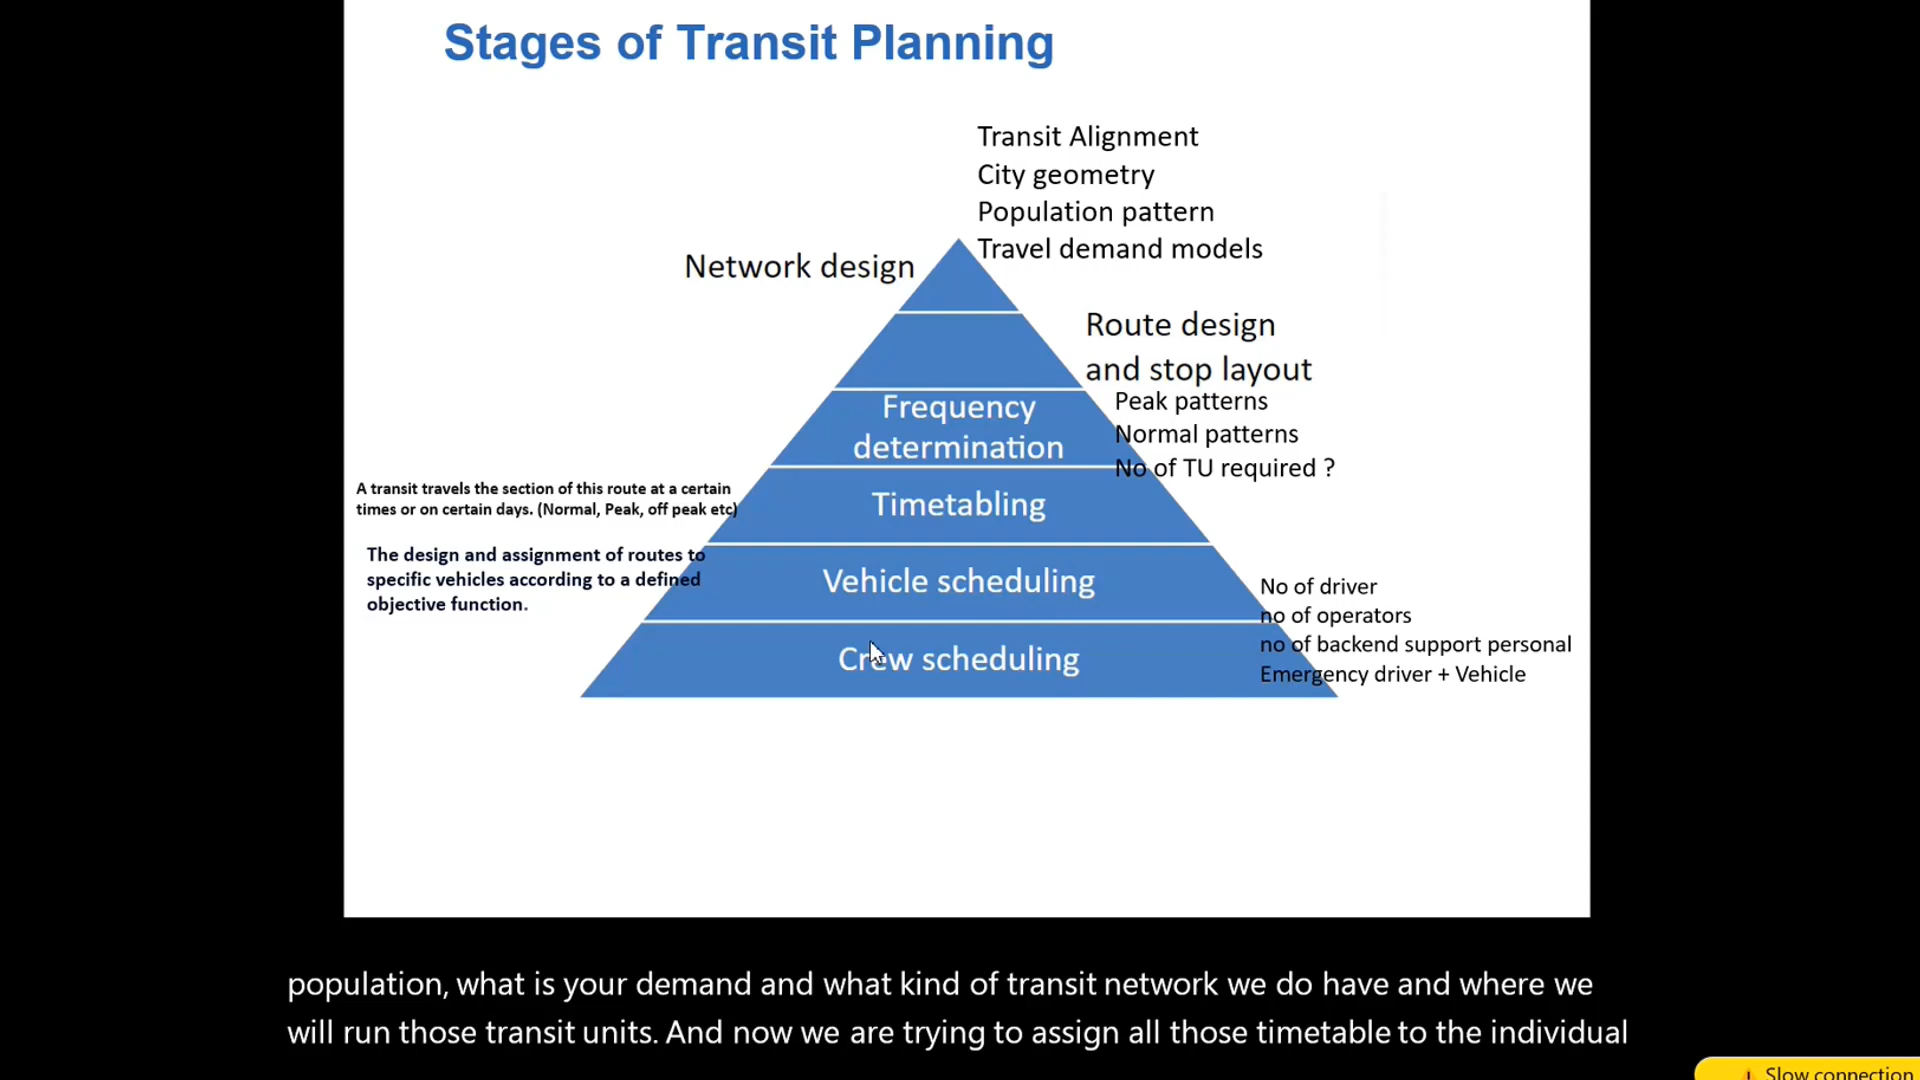 Stages of Transit Planning
Transit Alignment
City geometry
Population pattern
Travel demand models
Network design
Route design
and stop layout
Frequency
determination
Peak patterns
Normal patterns
No of TU required ?
A transit travels the section of this route at a certain
times or on certain days. (Normal, Peak, off peak etc)
Timetabling
The design and assignment of routes to
specific vehicles according to a defined
objective function.
Vehicle scheduling
Crew scheduling
No of driver
no of operators
no of backend support personal
Emergency driver + Vehicle
population, what is your demand and what kind of transit network we do have and where we
will run those transit units. And now we are trying to assign all those timetable to the individual
Slow connection